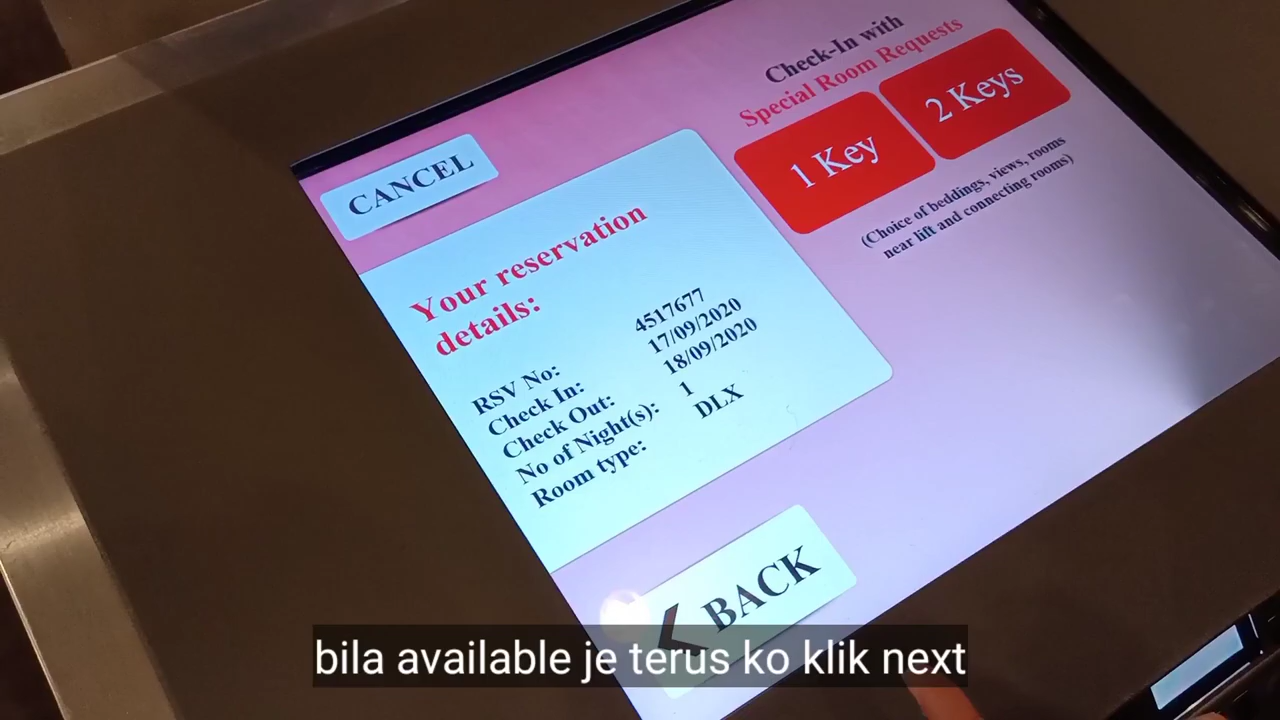 CANCEL
Check-In with
Special Room Requests
1 Key
2 Keys
(Choice of beddings, views, rooms
near lift and connecting rooms)
Your reservation
details:
RSV No: 4517677
Check In: 17/09/2020
Check Out: 18/09/2020
No of Night(s): 1
Room type: DLX
BACK
bila available je terus ko klik next